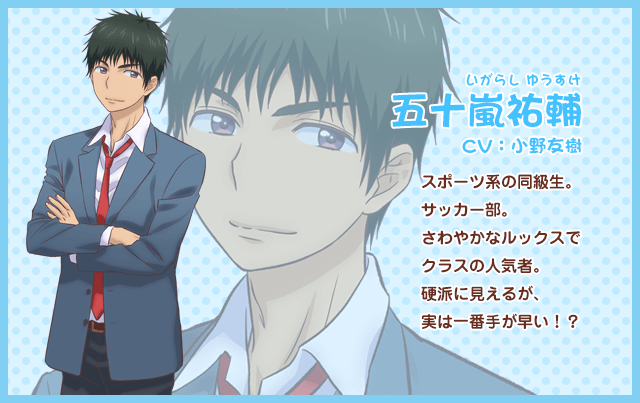 いがらし ゆうすけ
五十嵐祐輔
CV：小野友樹
スポーツ系の同級生。
サッカー部。
さわやかなルックスで
クラスの人気者。
硬派に見えるが、
実は一番手が早い！？